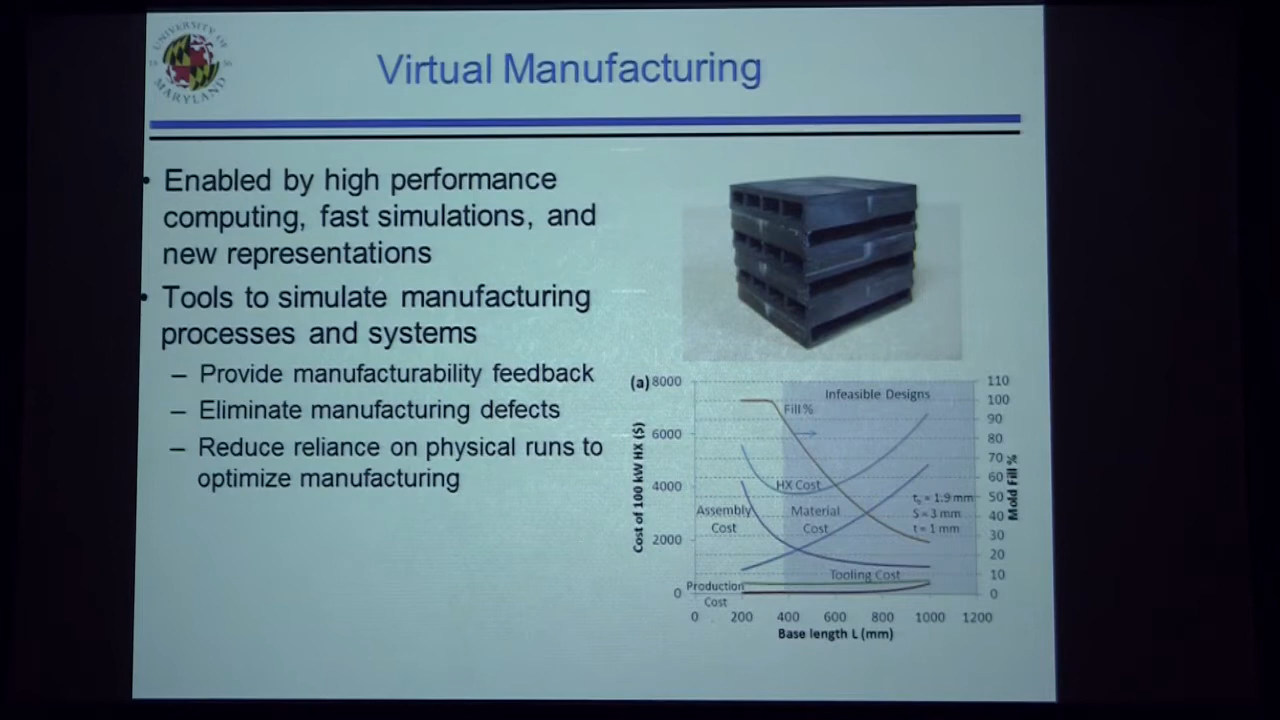 UNIVERSITY OF
MARYLAND
Virtual Manufacturing
• Enabled by high performance
computing, fast simulations, and
new representations
• Tools to simulate manufacturing
processes and systems
– Provide manufacturability feedback
– Eliminate manufacturing defects
– Reduce reliance on physical runs to
optimize manufacturing
(a)
Cost of 100 kW HX ($)
8000
6000
4000
2000
0
Infeasible Designs
Fill%
HX Cost
Assembly
Cost
Material
Cost
t = 1.9 mm
S = 3 mm
t = 1 mm
Tooling Cost
Production
Cost
110
100
90
80
70
60
50
40
30
20
10
0
Mold Fill %
0 200 400 600 800 1000 1200
Base length L (mm)